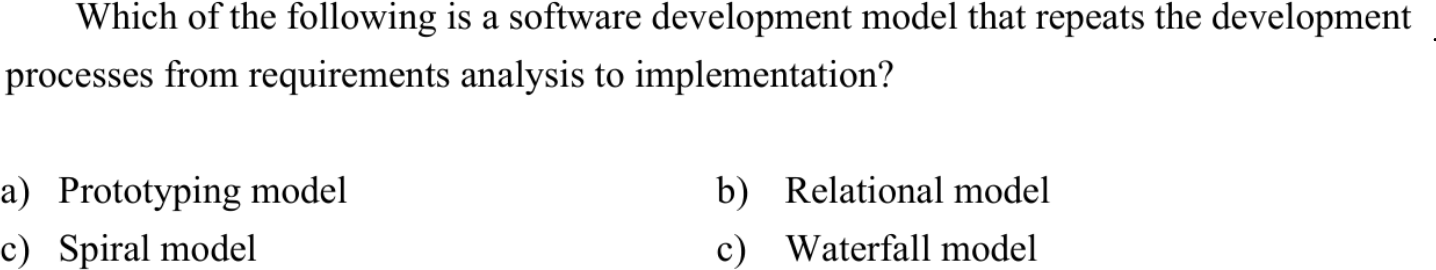 Which of the following is a software development model that repeats the development
processes from requirements analysis to implementation?
a) Prototyping model b) Relational model
c) Spiral model c) Waterfall model